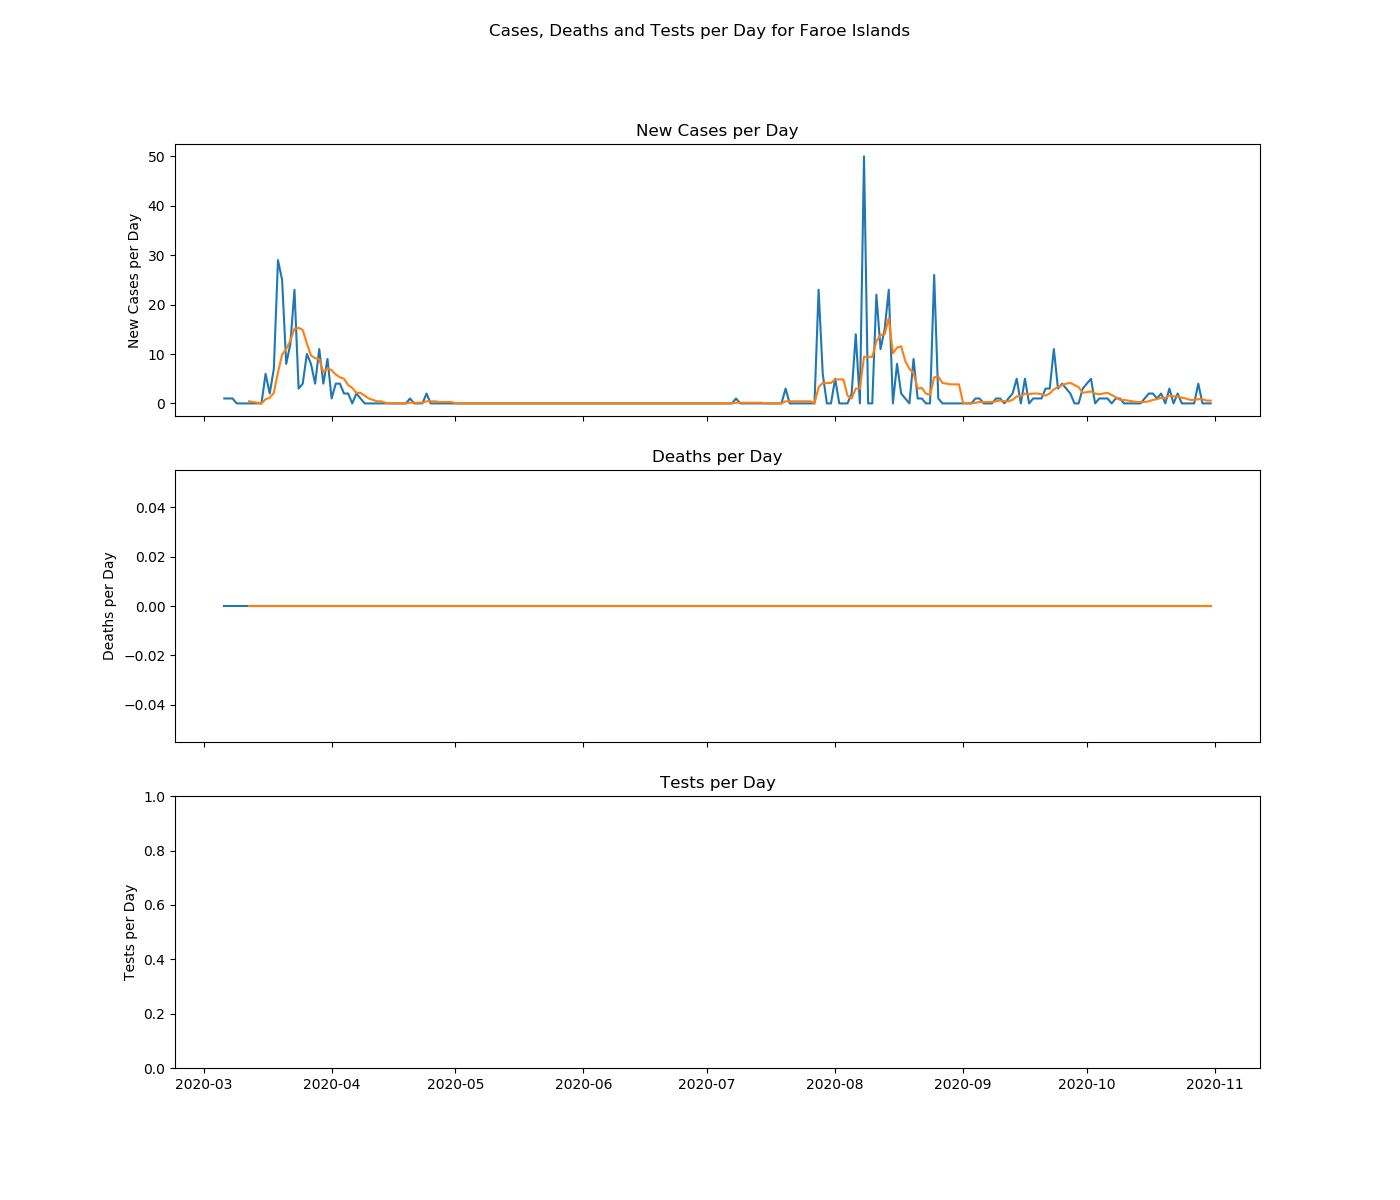 Cases, Deaths and Tests per Day for Faroe Islands
New Cases per Day
50
40
30
20
10
0
New Cases per Day
Deaths per Day
0.04
0.02
0.00
−0.02
−0.04
Deaths per Day
Tests per Day
1.0
0.8
0.6
0.4
0.2
0.0
Tests per Day
2020-03 2020-04 2020-05 2020-06 2020-07 2020-08 2020-09 2020-10 2020-11